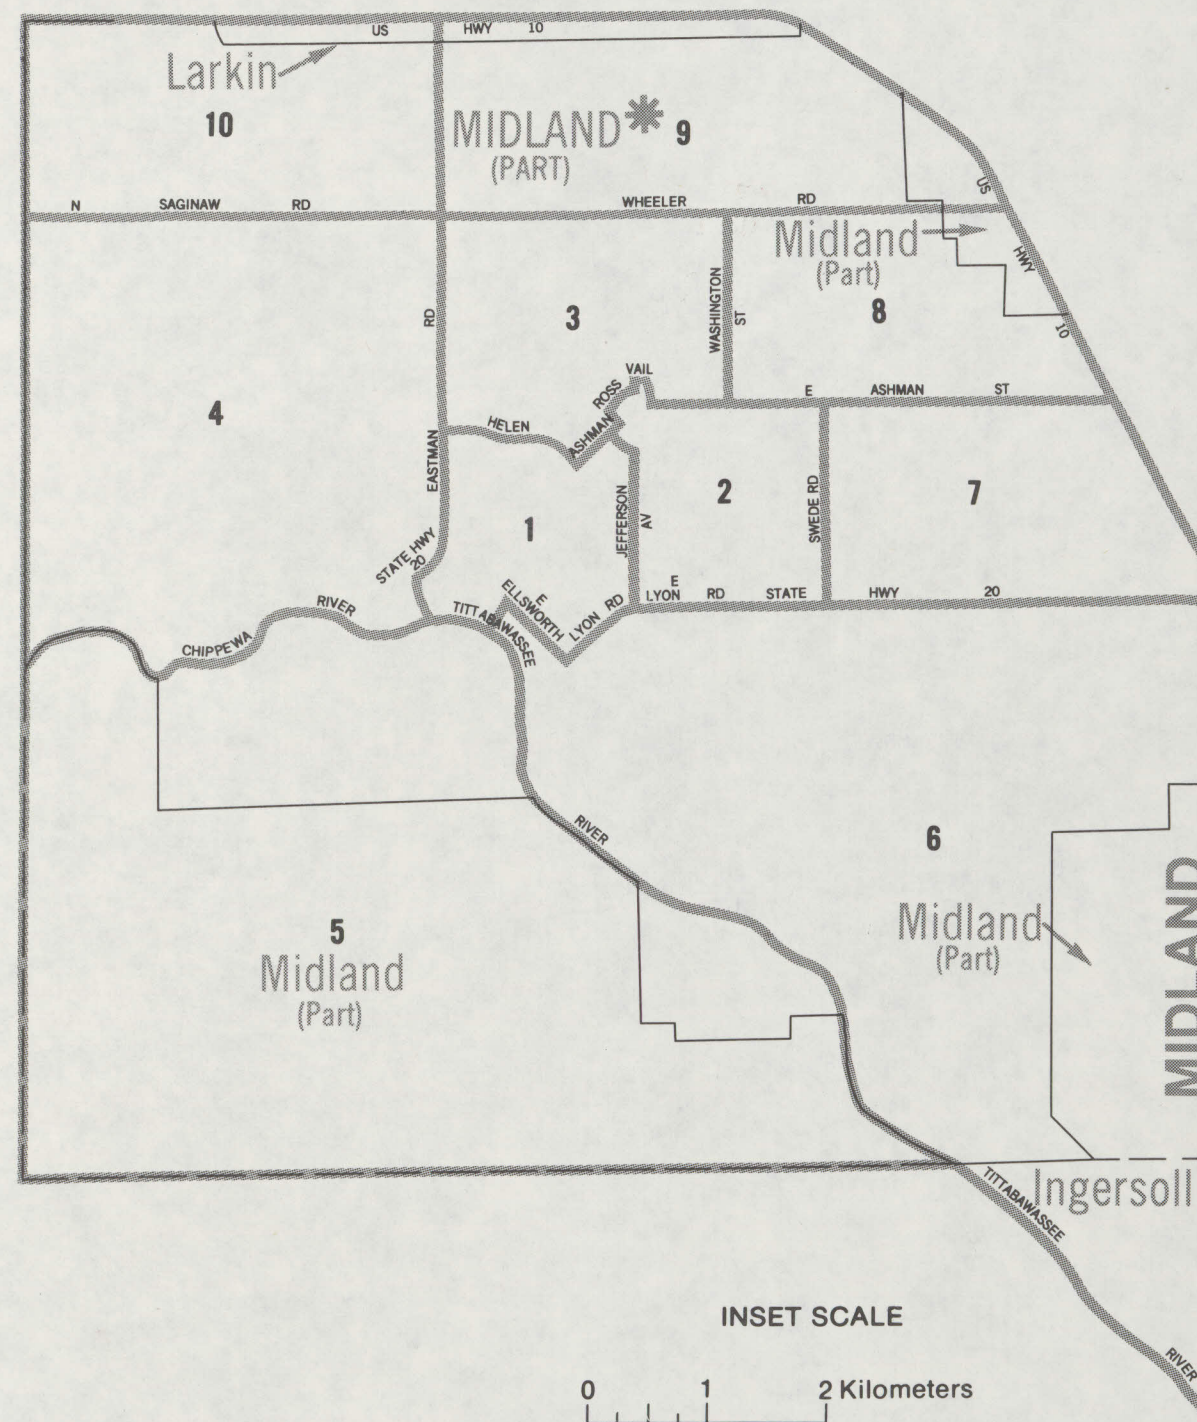 US HWY 10
Larkin
10
MIDLAND
(PART)
9
N SAGINAW RD
WHEELER RD
US HWY 10
Midland
(Part)
RD
3
WASHINGTON ST
8
4
VAIL
ROSS
E ASHMAN ST
HELEN
ASHMAN
EASTMAN
1
JEFFERSON AV
2
SWEDE RD
7
STATE HWY
20
E
ELLSWORTH
LYON RD
E
LYON RD STATE HWY 20
RIVER
CHIPPEWA
TITTABAWASSEE
RIVER
6
Midland
(Part)
MIDLAND
5
Midland
(Part)
Ingersoll
TITTABAWASSEE
RIVER
INSET SCALE
0 1 2 Kilometers